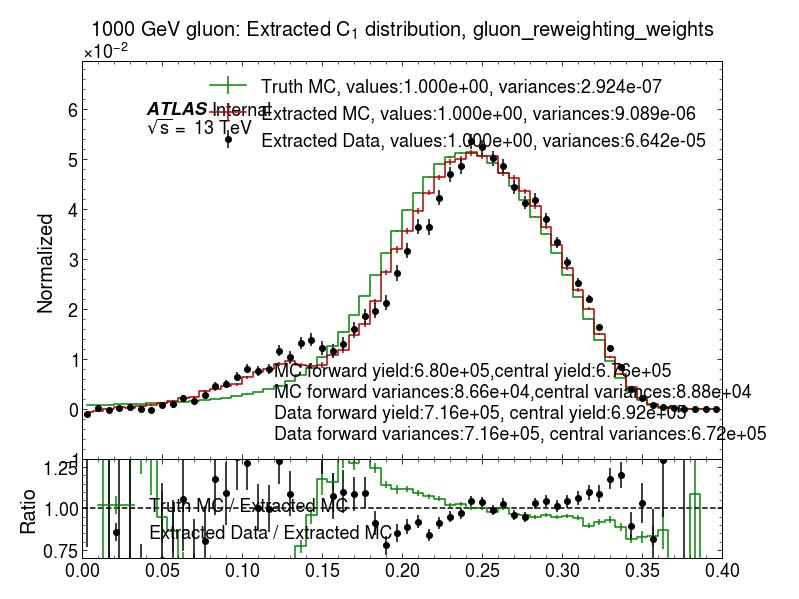 1000 GeV gluon: Extracted C₁ distribution, gluon_reweighting_weights
×10⁻²
Truth MC, values:1.000e+00, variances:2.924e-07
ATLAS Internal
Extracted MC, values:1.000e+00, variances:9.089e-06
√s = 13 TeV
Extracted Data, values:1.000e+00, variances:6.642e-05
Normalized
6
5
4
3
2
1
0
MC forward yield:6.80e+05,central yield: e+05
MC forward variances:8.66e+04,central variances:8.88e+04
Data forward yield:7.16e+05, central yield:6.92e+05
Data forward variances:7.16e+05, central variances:6.72e+05
Ratio
1.25
1.00
0.75
Truth MC / Extracted MC
Extracted Data / Extracted MC
0.00 0.05 0.10 0.15 0.20 0.25 0.30 0.35 0.40